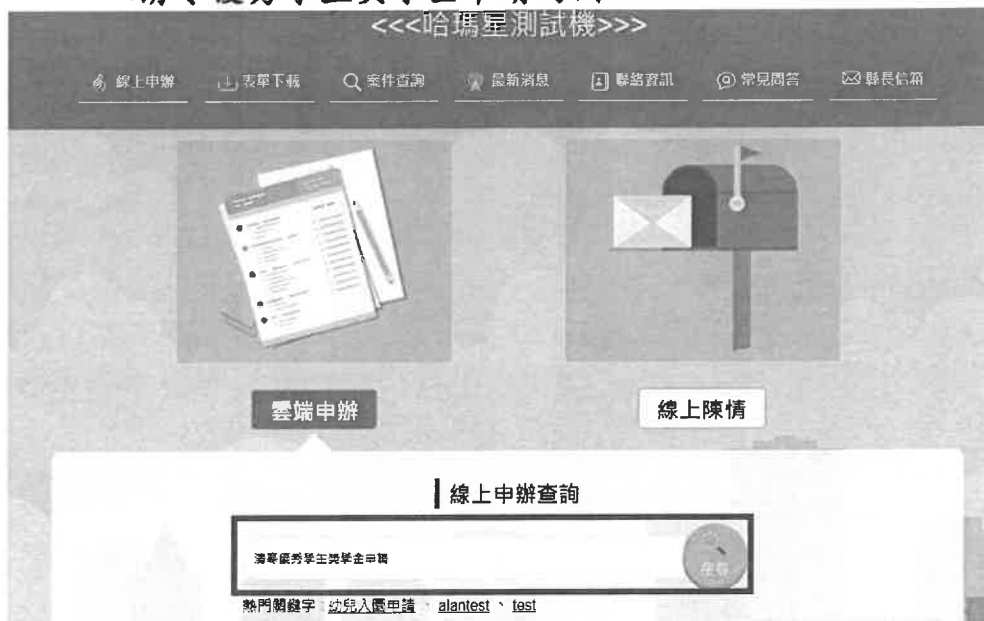 <<<哈瑪星測試機>>>
線上申辦 表單下載 案件查詢 最新消息 聯絡資訊 常見問答 縣長信箱
雲端申辦 線上陳情
線上申辦查詢
清寒優秀學生獎學金申請
搜尋
熱門關鍵字 幼兒入園申請、alantest、test